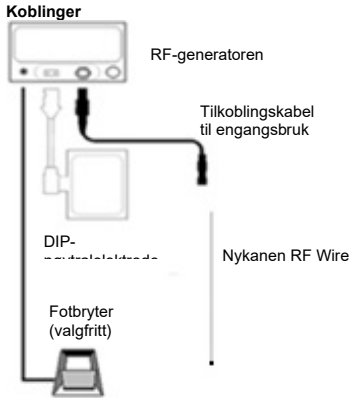 Koblinger
RF-generatoren
Tilkoblingskabel
til engangsbruk
DIP-
Nykanen RF Wire
Fotbryter
(valgfritt)